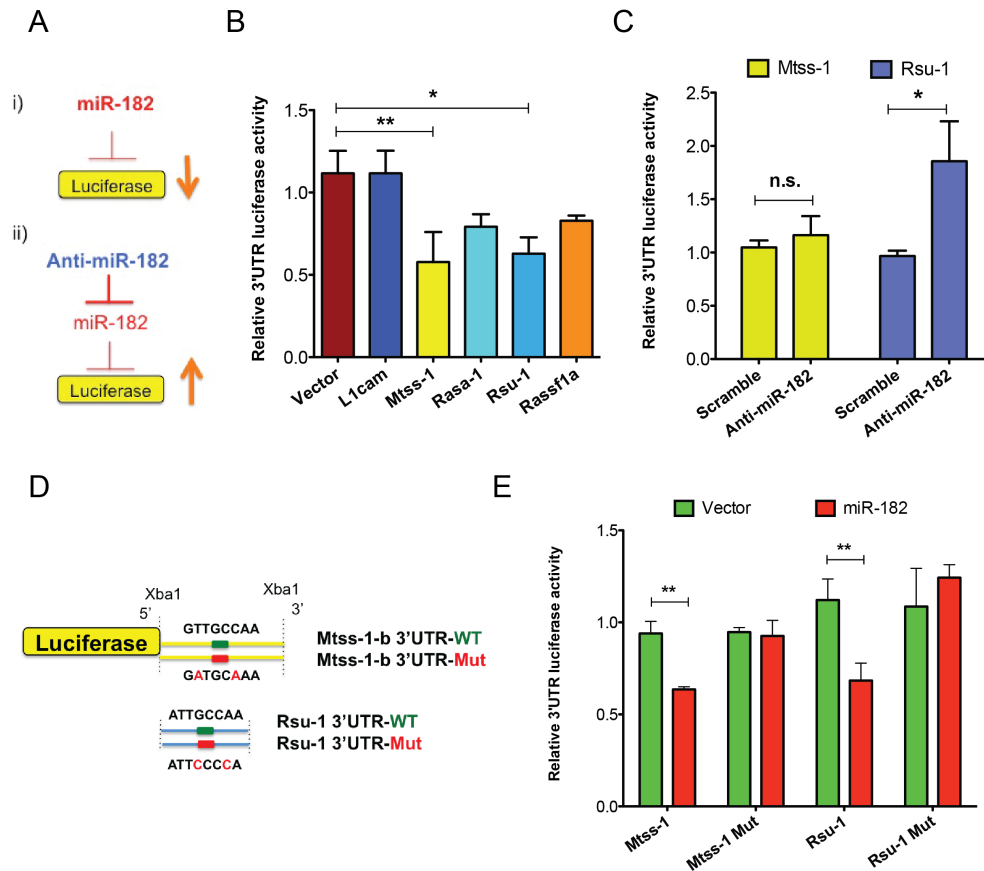 A
i)
miR-182
Luciferase
ii)
Anti-miR-182
miR-182
Luciferase
B
Relative 3'UTR luciferase activity
1.5
1.0
0.5
0.0
*
**
Vector
L1cam
Mtss-1
Rasa-1
Rsu-1
Rassf1a
C
Mtss-1
Rsu-1
Relative 3'UTR luciferase activity
2.5
2.0
1.5
1.0
0.5
0.0
n.s.
*
Scramble
Anti-miR-182
Scramble
Anti-miR-182
D
Xba1
Xba1
5’
3’
Luciferase
GTTGCCAA
GATGCAAA
Mtss-1-b 3’UTR-WT
Mtss-1-b 3’UTR-Mut
ATTGCCAA
ATTCCCCA
Rsu-1 3’UTR-WT
Rsu-1 3’UTR-Mut
E
Vector
miR-182
Relative 3'UTR luciferase activity
1.5
1.0
0.5
0.0
**
**
Mtss-1
Mtss-1 Mut
Rsu-1
Rsu-1 Mut